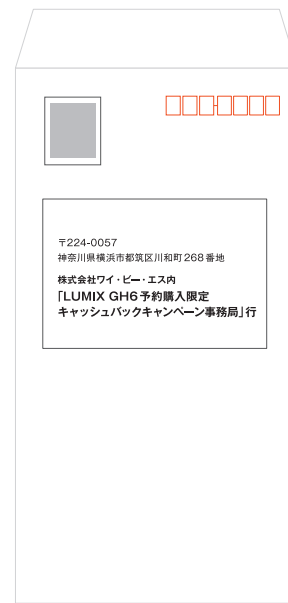 〒224-0057
神奈川県横浜市都筑区川和町268番地
株式会社ワイ・ピー・エス内
「LUMIX GH6予約購入限定
キャッシュバックキャンペーン事務局」行